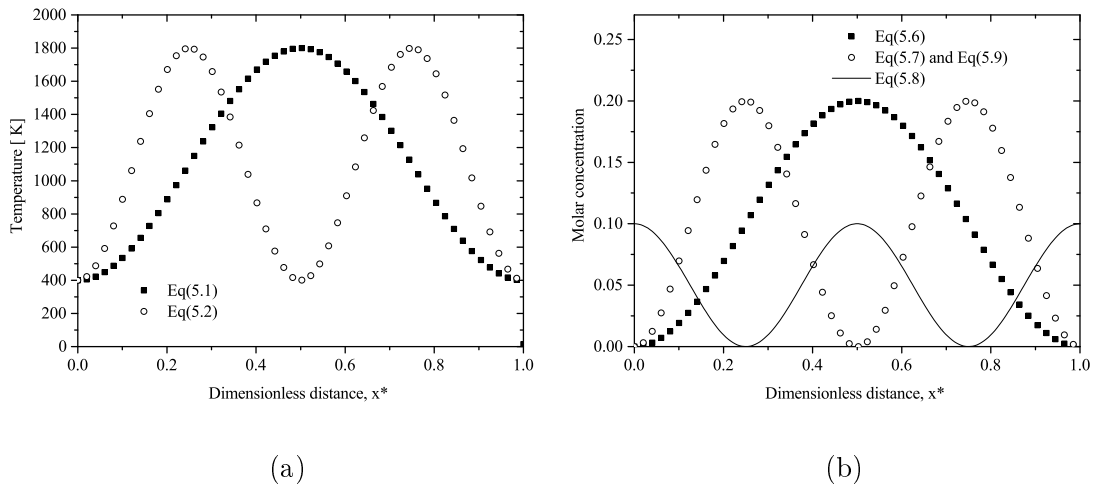 2000
1800
1600
1400
1200
1000
800
600
400
200
0
Temperature [ K]
Eq(5.1)
Eq(5.2)
0.0 0.2 0.4 0.6 0.8 1.0
Dimensionless distance, x*
(a)
0.25
0.20
0.15
0.10
0.05
0.00
Molar concentration
Eq(5.6)
Eq(5.7) and Eq(5.9)
Eq(5.8)
0.0 0.2 0.4 0.6 0.8 1.0
Dimensionless distance, x*
(b)